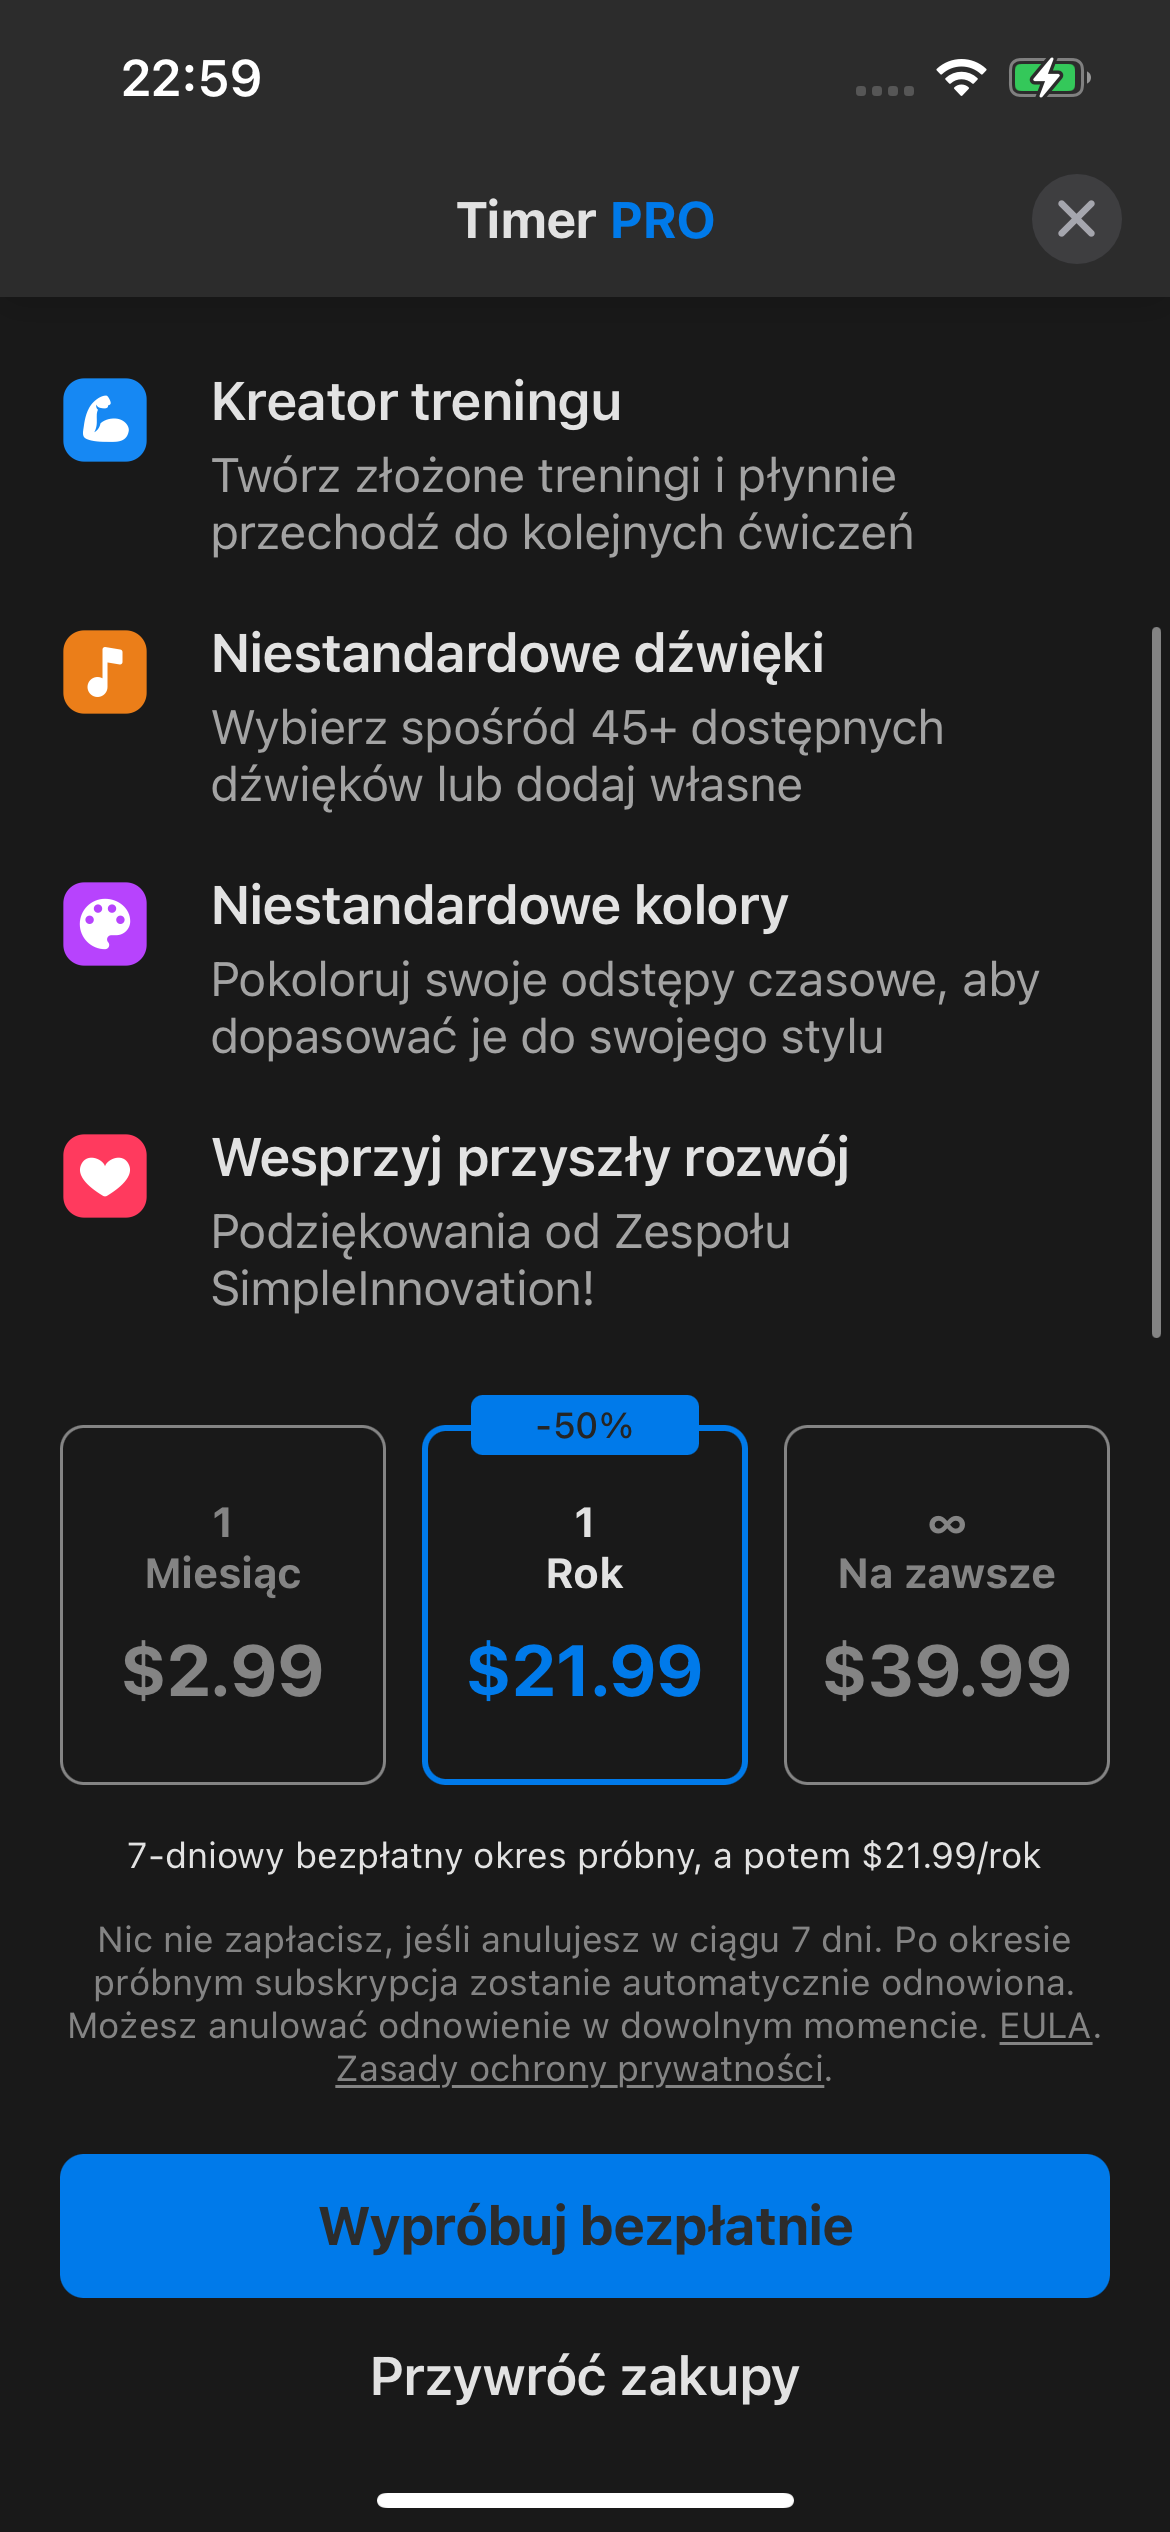 22:59
Timer PRO
Kreator treningu
Twórz złożone treningi i płynnie
przechodź do kolejnych ćwiczeń
Niestandardowe dźwięki
Wybierz spośród 45+ dostępnych
dźwięków lub dodaj własne
Niestandardowe kolory
Pokoloruj swoje odstępy czasowe, aby
dopasować je do swojego stylu
Wesprzyj przyszły rozwój
Podziękowania od Zespołu
SimpleInnovation!
1
Miesiąc
$2.99
-50%
1
Rok
$21.99
∞
Na zawsze
$39.99
7-dniowy bezpłatny okres próbny, a potem $21.99/rok
Nic nie zapłacisz, jeśli anulujesz w ciągu 7 dni. Po okresie
próbnym subskrypcja zostanie automatycznie odnowiona.
Możesz anulować odnowienie w dowolnym momencie. EULA.
Zasady ochrony prywatności.
Wypróbuj bezpłatnie
Przywróć zakupy